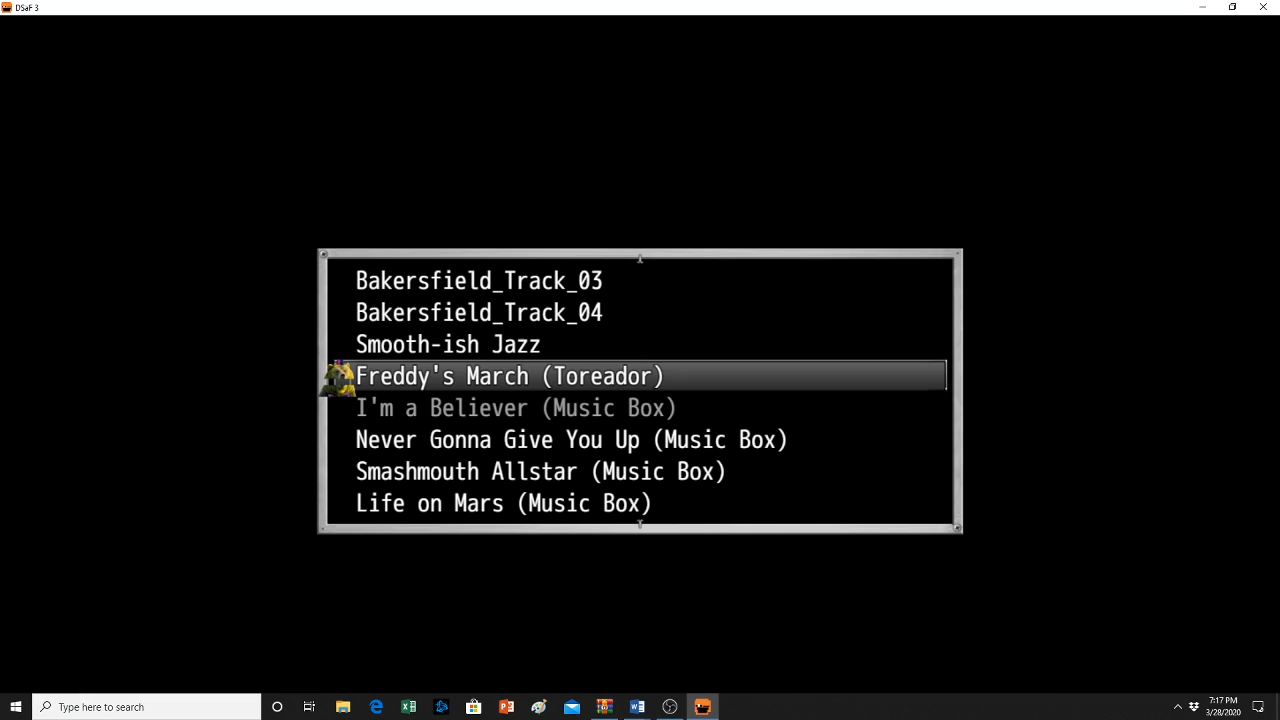 DSaF 3
Bakersfield_Track_03
Bakersfield_Track_04
Smooth-ish Jazz
Freddy's March (Toreador)
I'm a Believer (Music Box)
Never Gonna Give You Up (Music Box)
Smashmouth Allstar (Music Box)
Life on Mars (Music Box)
Type here to search
7:17 PM
3/28/2020